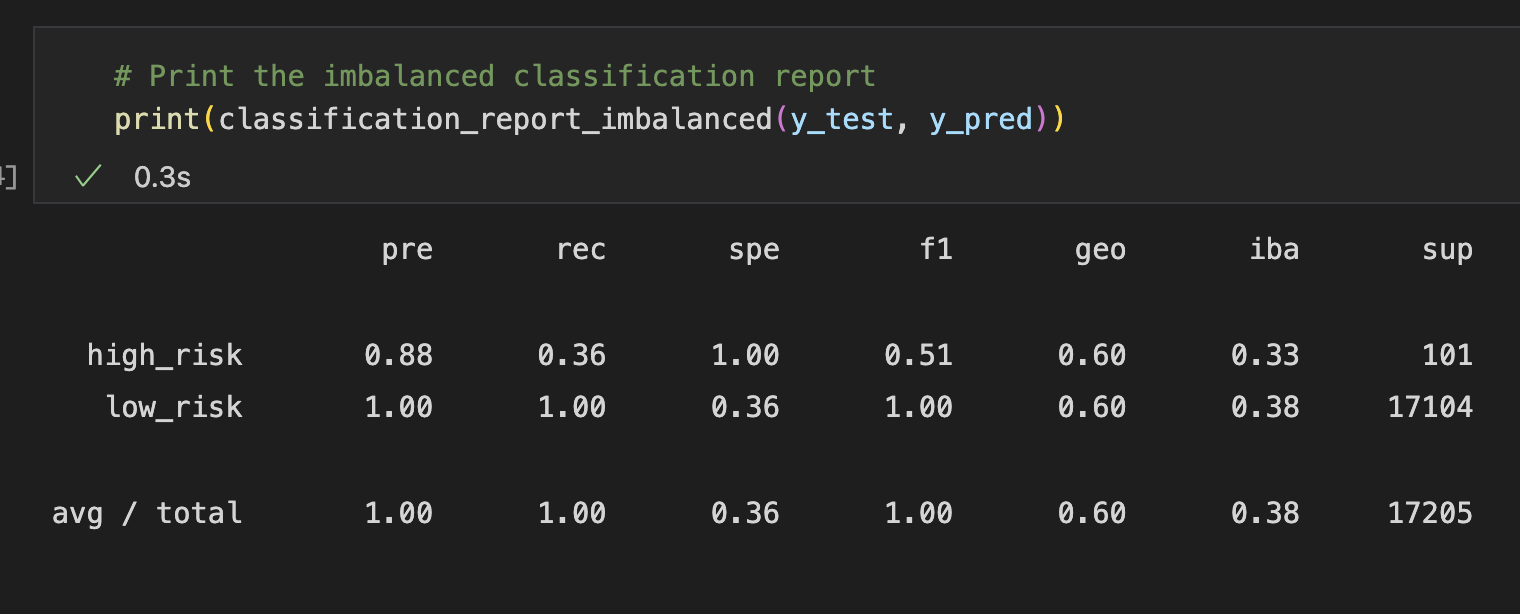 # Print the imbalanced classification report
print(classification_report_imbalanced(y_test, y_pred))
4]
0.3s
pre rec spe f1 geo iba sup
high_risk 0.88 0.36 1.00 0.51 0.60 0.33 101
low_risk 1.00 1.00 0.36 1.00 0.60 0.38 17104
avg / total 1.00 1.00 0.36 1.00 0.60 0.38 17205